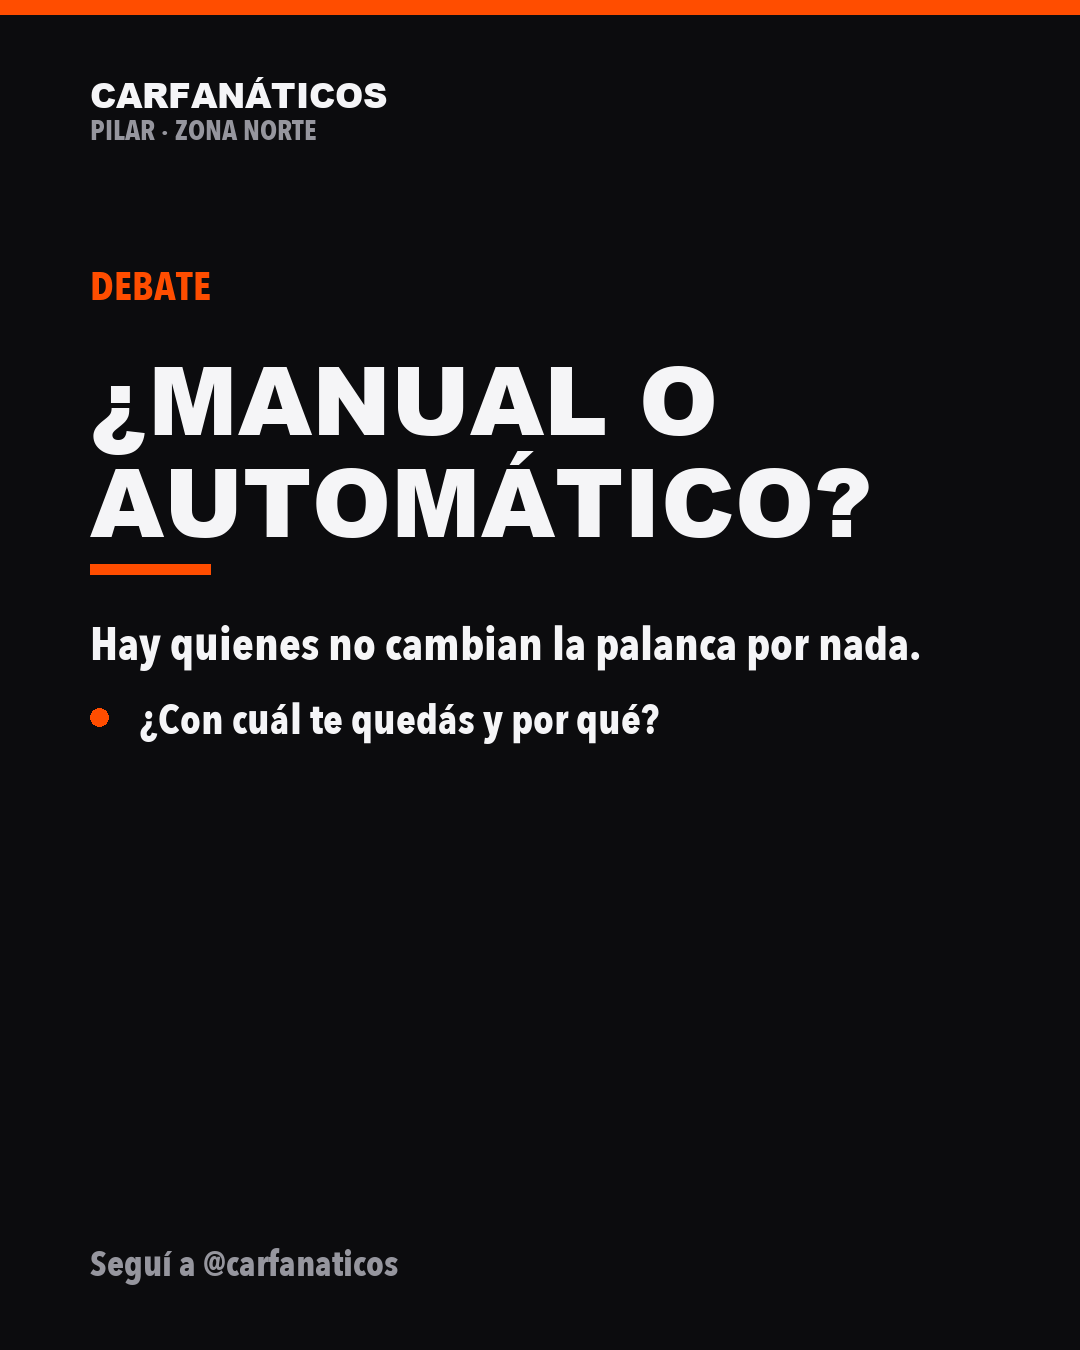 CARFANÁTICOS
PILAR · ZONA NORTE
DEBATE
¿MANUAL O
AUTOMÁTICO?
Hay quienes no cambian la palanca por nada.
¿Con cuál te quedás y por qué?
Seguí a @carfanaticos